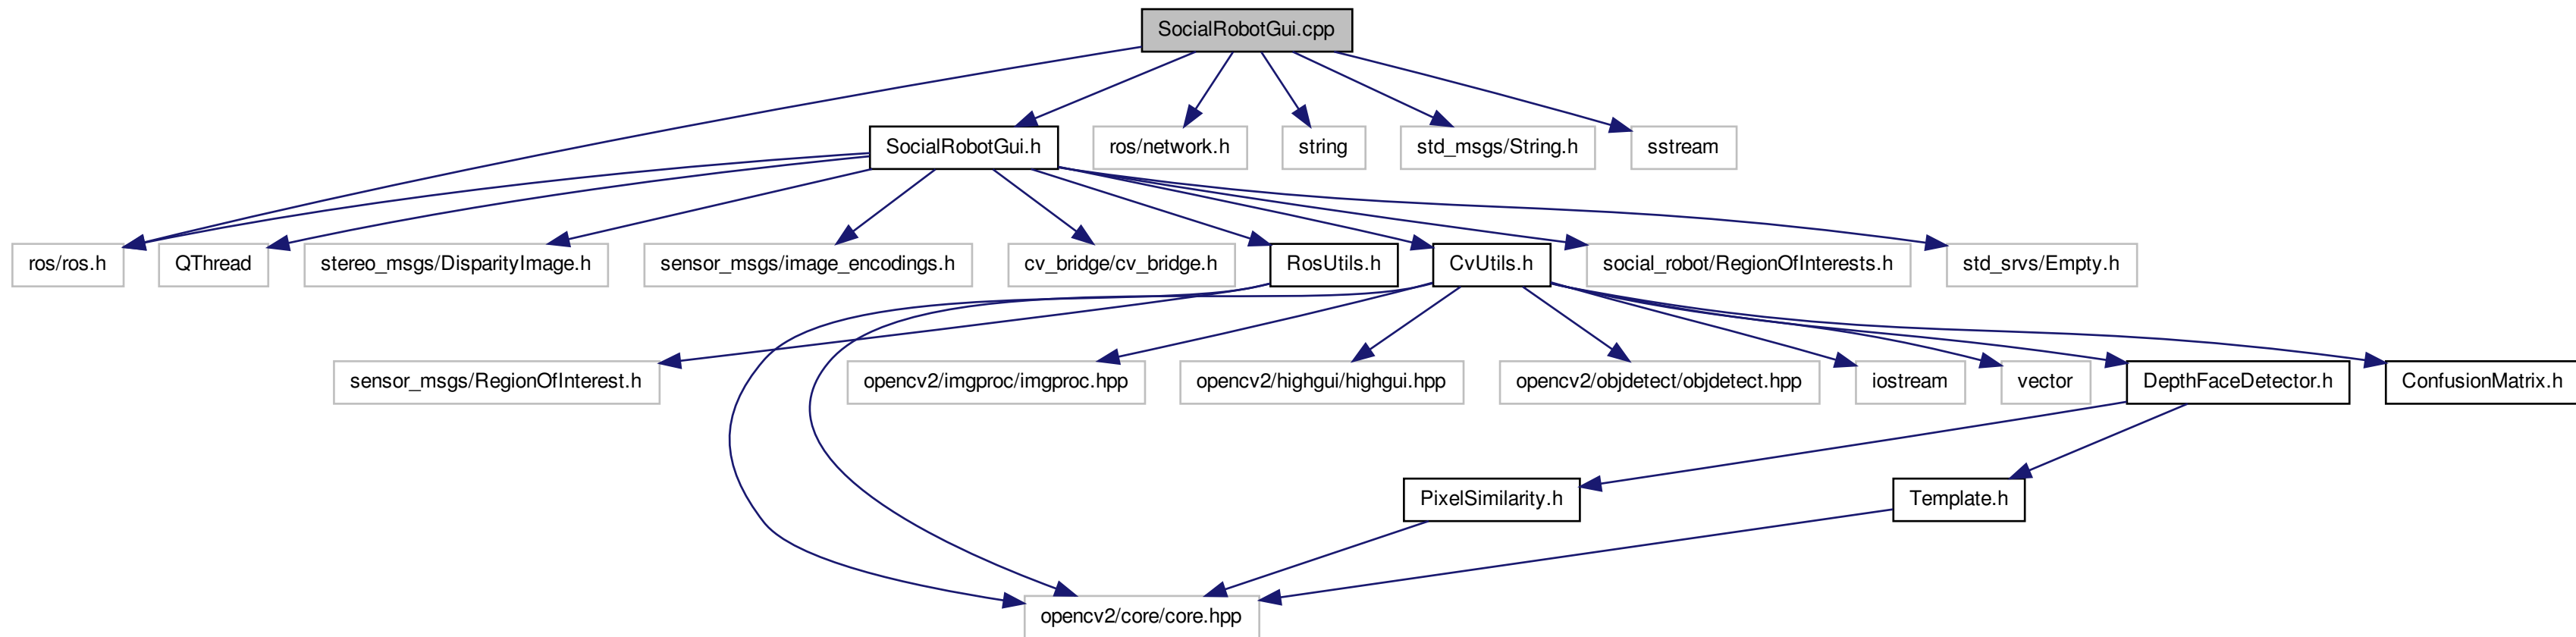 SocialRobotGui.cpp
SocialRobotGui.h
ros/network.h
string
std_msgs/String.h
sstream
ros/ros.h
QThread
stereo_msgs/DisparityImage.h
sensor_msgs/image_encodings.h
cv_bridge/cv_bridge.h
RosUtils.h
CvUtils.h
social_robot/RegionOfInterests.h
std_srvs/Empty.h
sensor_msgs/RegionOfInterest.h
opencv2/imgproc/imgproc.hpp
opencv2/highgui/highgui.hpp
opencv2/objdetect/objdetect.hpp
iostream
vector
DepthFaceDetector.h
ConfusionMatrix.h
PixelSimilarity.h
Template.h
opencv2/core/core.hpp